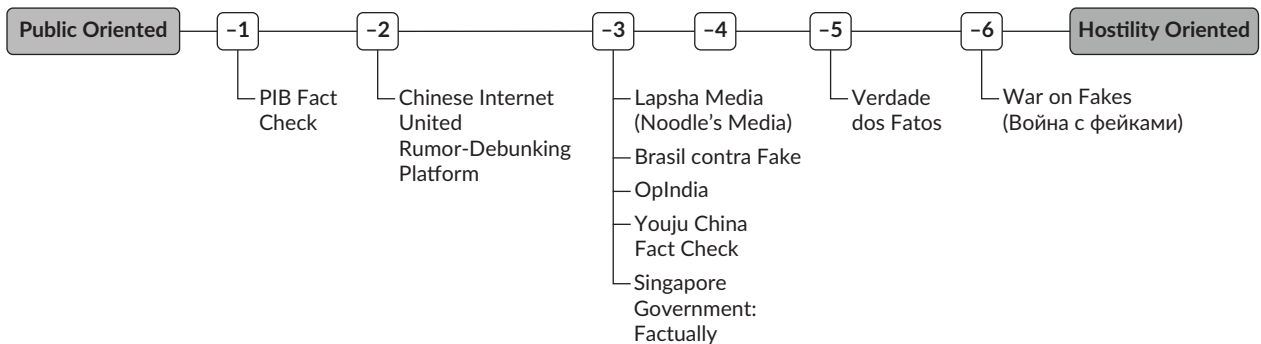 Public Oriented
–1
–2
–3
–4
–5
–6
Hostility Oriented
PIB Fact
Check
Chinese Internet
United
Rumor-Debunking
Platform
Lapsha Media
(Noodle's Media)
Brasil contra Fake
OpIndia
Youju China
Fact Check
Singapore
Government:
Factually
Verdade
dos Fatos
War on Fakes
(Война с фейками)